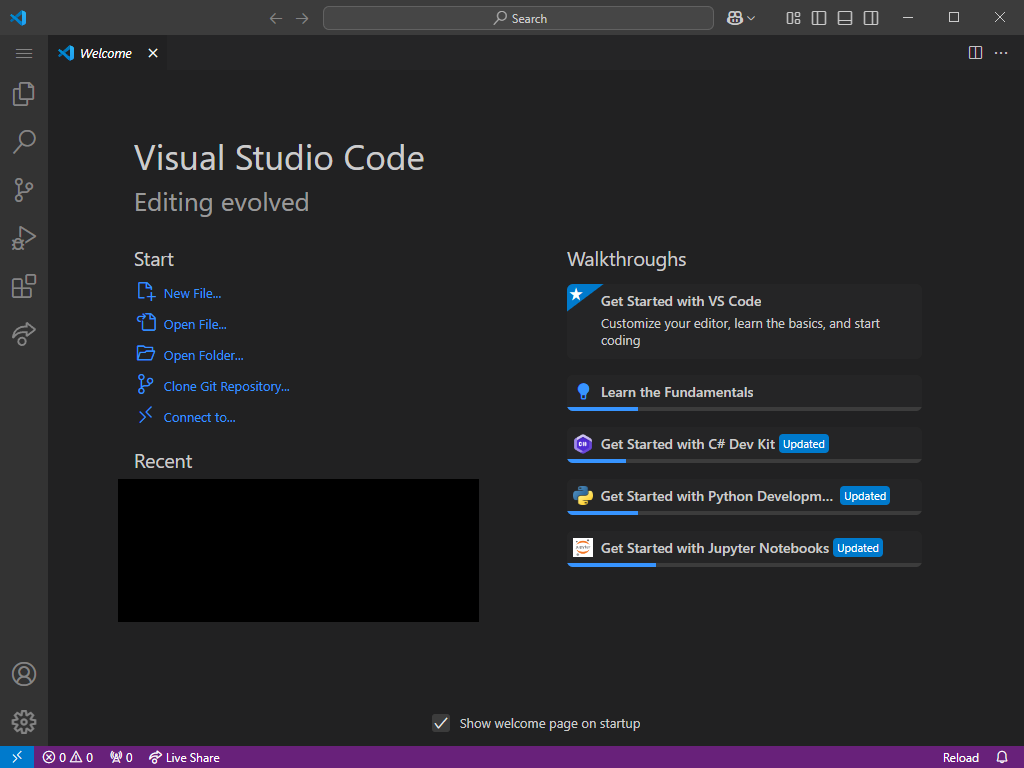 Search
Welcome
Visual Studio Code
Editing evolved
Start
New File...
Open File...
Open Folder...
Clone Git Repository...
Connect to...
Recent
Walkthroughs
Get Started with VS Code
Customize your editor, learn the basics, and start
coding
Learn the Fundamentals
Get Started with C# Dev Kit Updated
Get Started with Python Developm... Updated
Get Started with Jupyter Notebooks Updated
Show welcome page on startup
0 0 0 Live Share Reload